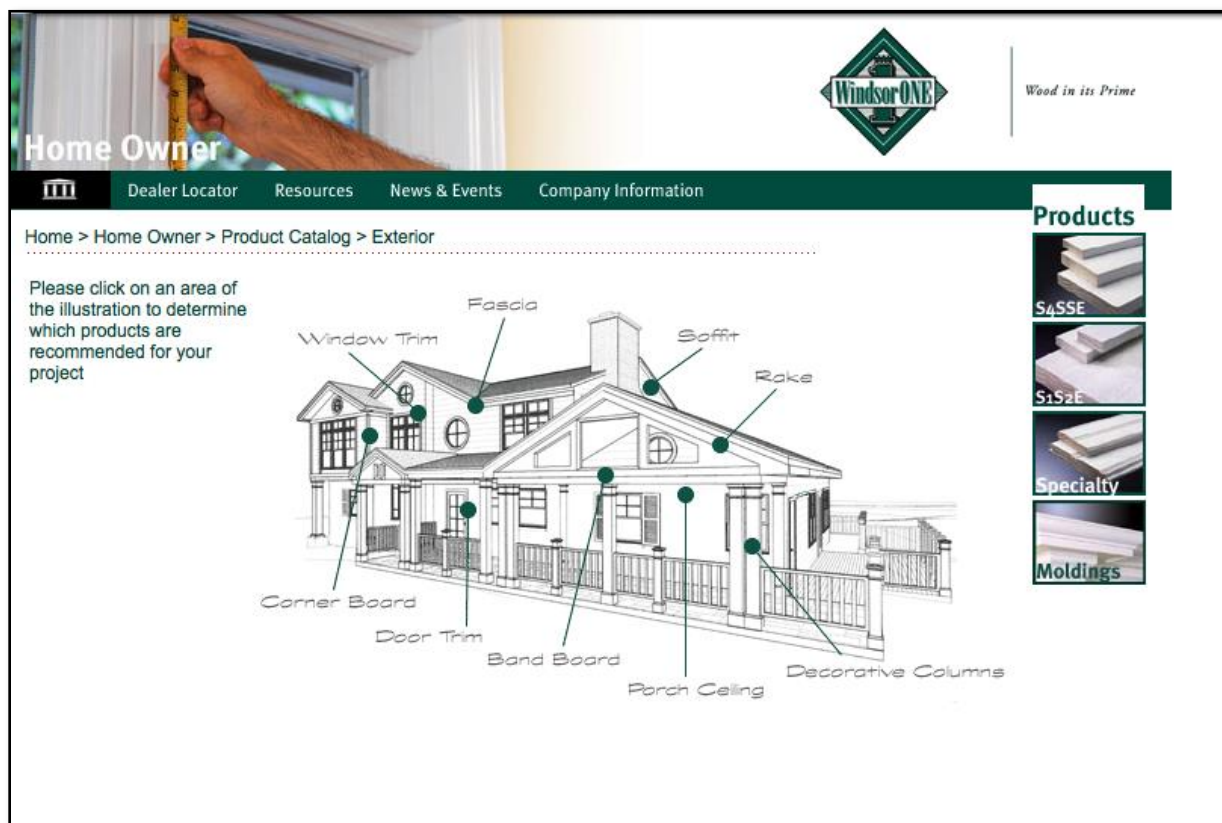 WindsorONE
Wood in its Prime
Home Owner
Dealer Locator Resources News & Events Company Information
Products
Home > Home Owner > Product Catalog > Exterior
Please click on an area of
the illustration to determine
which products are
recommended for your
project
Fascia
Window Trim
Soffit
Rake
Corner Board
Door Trim
Band Board
Porch Ceiling
Decorative Columns
S4SSE
S1S2E
Specialty
Moldings